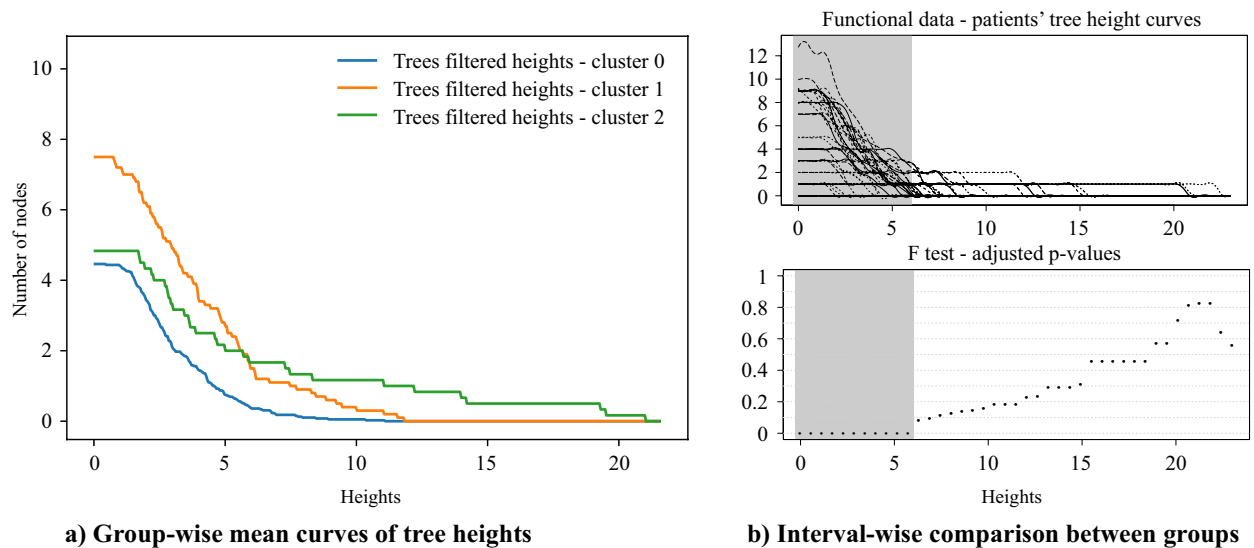 Trees filtered heights - cluster 0
Trees filtered heights - cluster 1
Trees filtered heights - cluster 2
10
8
6
4
2
0
Number of nodes
0 5 10 15 20
Heights
a) Group-wise mean curves of tree heights
Functional data - patients’ tree height curves
12
10
8
6
4
2
0
0 5 10 15 20
F test - adjusted p-values
1
0.8
0.6
0.4
0.2
0
0 5 10 15 20
Heights
b) Interval-wise comparison between groups